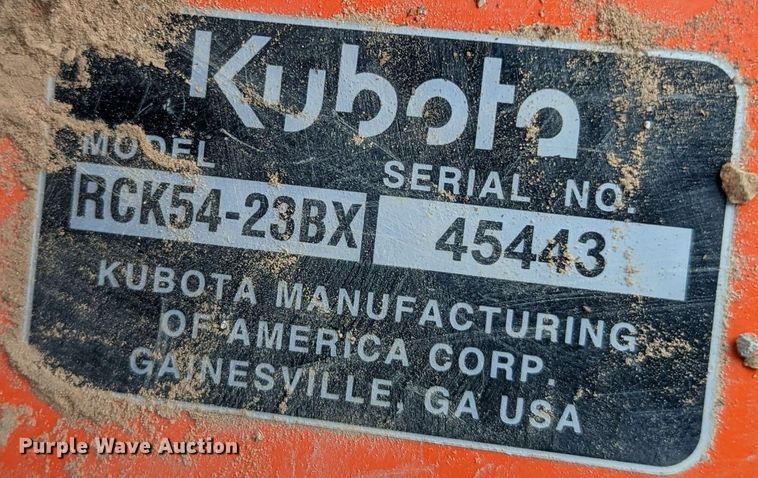 Kubota
MODEL SERIAL NO.
RCK54-23BX 45443
KUBOTA MANUFACTURING
OF AMERICA CORP.
GAINESVILLE, GA USA
Purple Wave Auction